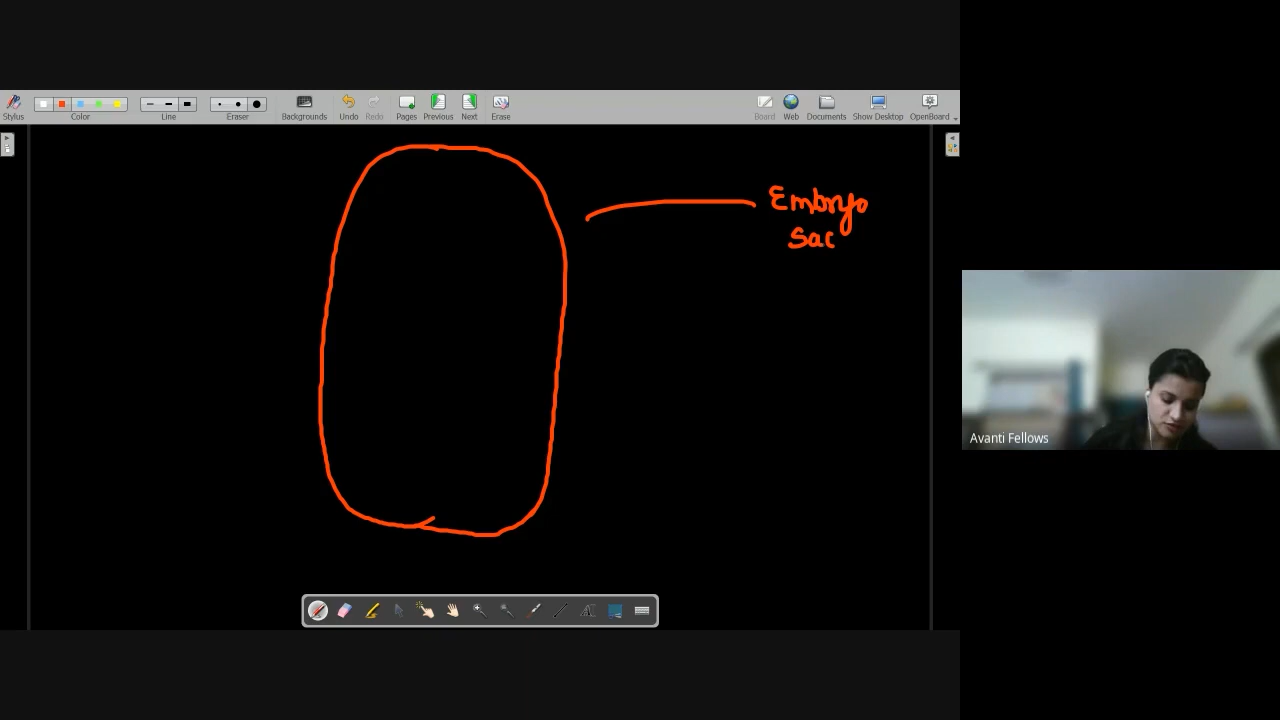 Stylus
Color
Line
Eraser
Backgrounds
Undo
Redo
Pages
Previous
Next
Erase
Board
Web
Documents
Show Desktop
OpenBoard
Embryo
Sac
Avanti Fellows